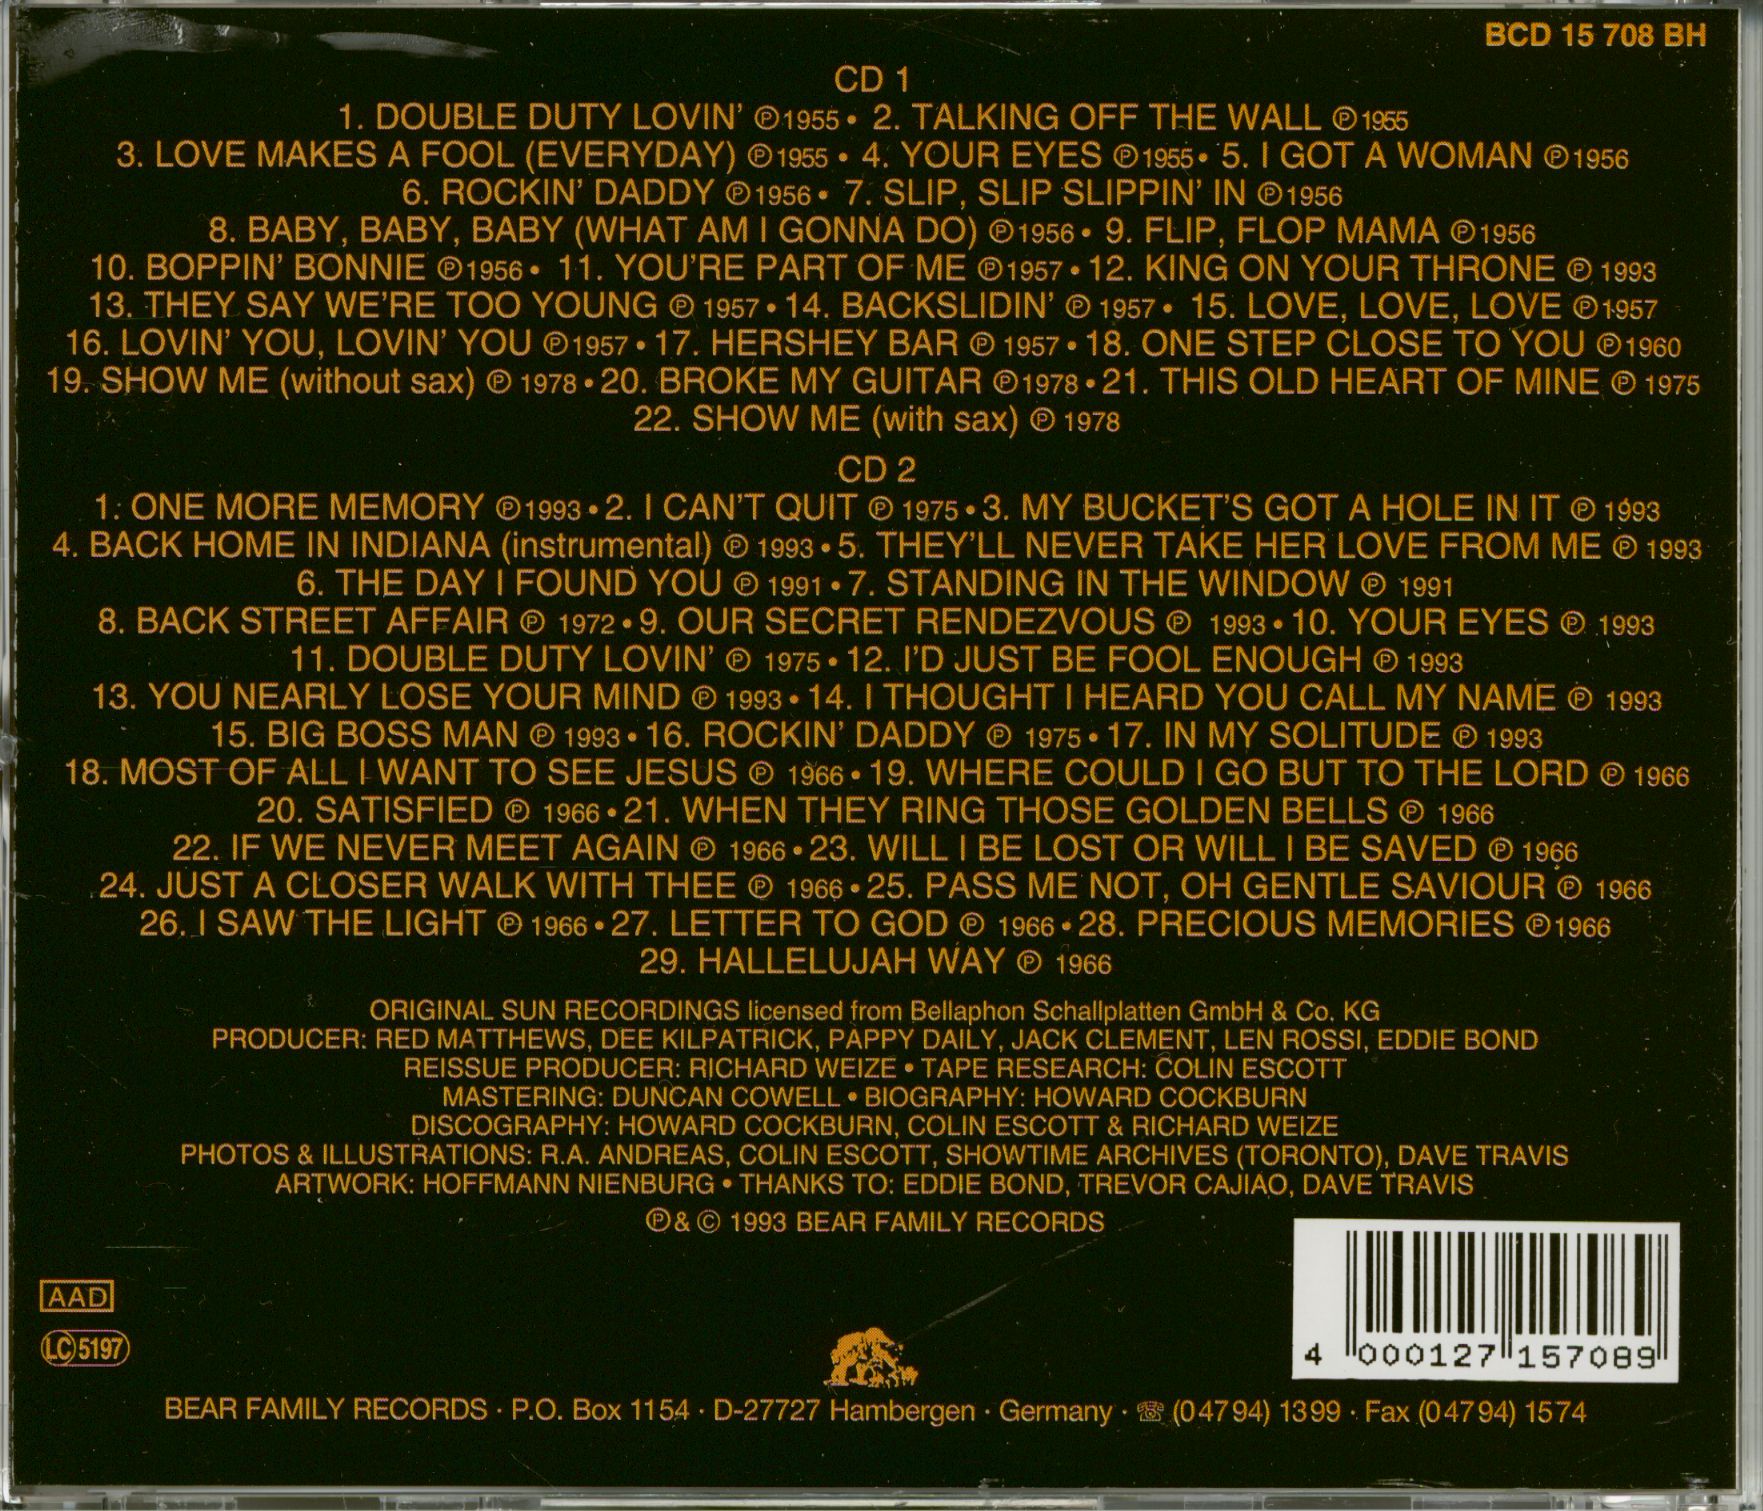 BCD 15 708 BH
CD 1
1. DOUBLE DUTY LOVIN' ℗1955 • 2. TALKING OFF THE WALL ℗1955
3. LOVE MAKES A FOOL (EVERYDAY) ℗1955 • 4. YOUR EYES ℗1955 • 5. I GOT A WOMAN ℗1956
6. ROCKIN' DADDY ℗1956 • 7. SLIP, SLIP SLIPPIN' IN ℗1956
8. BABY, BABY, BABY (WHAT AM I GONNA DO) ℗1956 • 9. FLIP, FLOP MAMA ℗1956
10. BOPPIN' BONNIE ℗1956 • 11. YOU'RE PART OF ME ℗1957 • 12. KING ON YOUR THRONE ℗ 1993
13. THEY SAY WE'RE TOO YOUNG ℗ 1957 • 14. BACKSLIDIN' ℗ 1957 • 15. LOVE, LOVE, LOVE ℗1957
16. LOVIN' YOU, LOVIN' YOU ℗1957 • 17. HERSHEY BAR ℗ 1957 • 18. ONE STEP CLOSE TO YOU ℗1960
19. SHOW ME (without sax) ℗ 1978 • 20. BROKE MY GUITAR ℗1978 • 21. THIS OLD HEART OF MINE ℗ 1975
22. SHOW ME (with sax) ℗ 1978
CD 2
1. ONE MORE MEMORY ℗1993 • 2. I CAN'T QUIT ℗ 1975 • 3. MY BUCKET'S GOT A HOLE IN IT ℗ 1993
4. BACK HOME IN INDIANA (instrumental) ℗ 1993 • 5. THEY'LL NEVER TAKE HER LOVE FROM ME ℗ 1993
6. THE DAY I FOUND YOU ℗ 1991 • 7. STANDING IN THE WINDOW ℗ 1991
8. BACK STREET AFFAIR ℗ 1972 • 9. OUR SECRET RENDEZVOUS ℗ 1993 • 10. YOUR EYES ℗ 1993
11. DOUBLE DUTY LOVIN' ℗ 1975 • 12. I'D JUST BE FOOL ENOUGH ℗ 1993
13. YOU NEARLY LOSE YOUR MIND ℗ 1993 • 14. I THOUGHT I HEARD YOU CALL MY NAME ℗ 1993
15. BIG BOSS MAN ℗ 1993 • 16. ROCKIN' DADDY ℗ 1975 • 17. IN MY SOLITUDE ℗ 1993
18. MOST OF ALL I WANT TO SEE JESUS ℗ 1966 • 19. WHERE COULD I GO BUT TO THE LORD ℗ 1966
20. SATISFIED ℗ 1966 • 21. WHEN THEY RING THOSE GOLDEN BELLS ℗ 1966
22. IF WE NEVER MEET AGAIN ℗ 1966 • 23. WILL I BE LOST OR WILL I BE SAVED ℗ 1966
24. JUST A CLOSER WALK WITH THEE ℗ 1966 • 25. PASS ME NOT, OH GENTLE SAVIOUR ℗ 1966
26. I SAW THE LIGHT ℗ 1966 • 27. LETTER TO GOD ℗ 1966 • 28. PRECIOUS MEMORIES ℗1966
29. HALLELUJAH WAY ℗ 1966
ORIGINAL SUN RECORDINGS licensed from Bellaphon Schallplatten GmbH & Co. KG
PRODUCER: RED MATTHEWS, DEE KILPATRICK, PAPPY DAILY, JACK CLEMENT, LEN ROSSI, EDDIE BOND
REISSUE PRODUCER: RICHARD WEIZE • TAPE RESEARCH: COLIN ESCOTT
MASTERING: DUNCAN COWELL • BIOGRAPHY: HOWARD COCKBURN
DISCOGRAPHY: HOWARD COCKBURN, COLIN ESCOTT & RICHARD WEIZE
PHOTOS & ILLUSTRATIONS: R.A. ANDREAS, COLIN ESCOTT, SHOWTIME ARCHIVES (TORONTO), DAVE TRAVIS
ARTWORK: HOFFMANN NIENBURG • THANKS TO: EDDIE BOND, TREVOR CAJIAO, DAVE TRAVIS
℗ & © 1993 BEAR FAMILY RECORDS
AAD
LC 5197
4 000127 157089
BEAR FAMILY RECORDS · P.O. Box 1154 · D-27727 Hambergen · Germany · ☏ (04794) 1399 · Fax (04794) 1574